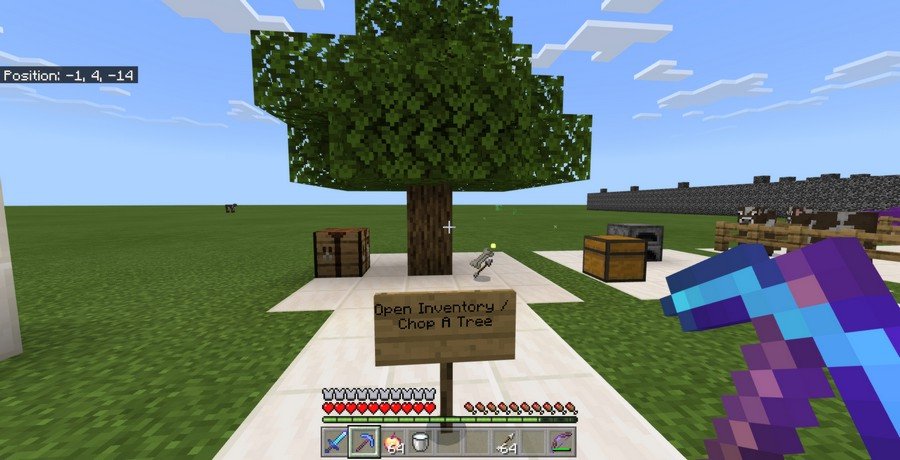 Position: -1, 4, -14
Open Inventory /
Chop A Tree
64
64